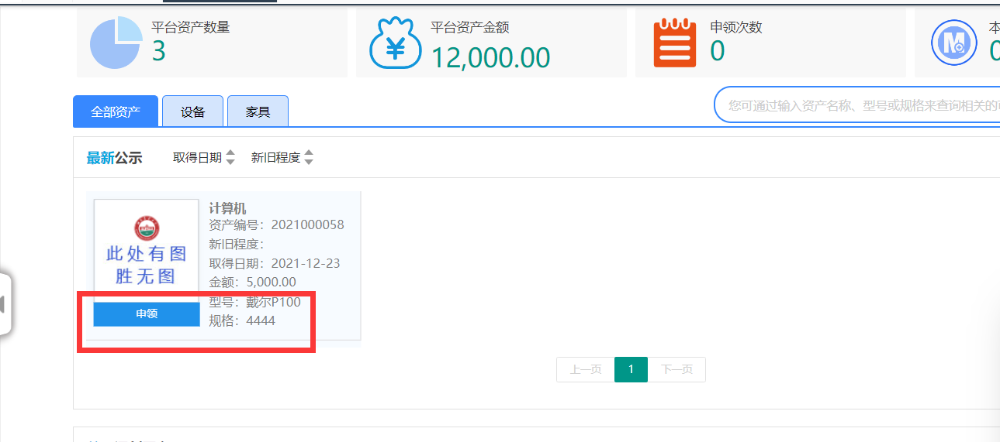 平台资产数量
3
平台资产金额
12,000.00
申领次数
0
本
全部资产
设备
家具
您可通过输入资产名称、型号或规格来查询相关的
最新公示
取得日期
新旧程度
此处有图
胜无图
申领
计算机
资产编号：2021000058
新旧程度：
取得日期：2021-12-23
金额：5,000.00
型号：戴尔P100
规格：4444
上一页
1
下一页